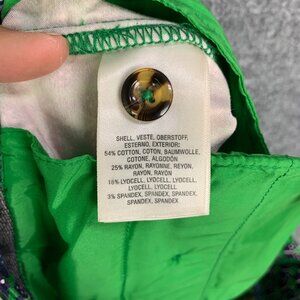 SHELL, VESTE, OBERSTOFF,
ESTERNO, EXTERIOR:
54% COTTON, COTON, BAUMWOLLE,
COTONE, ALGODÓN
25% RAYON, RAYONNE, REYON,
RAYON, RAYON
18% LYOCELL, LYOCELL, LYOCELL,
LYOCELL, LYOCELL
3% SPANDEX, SPANDEX, SPANDEX,
SPANDEX, SPANDEX